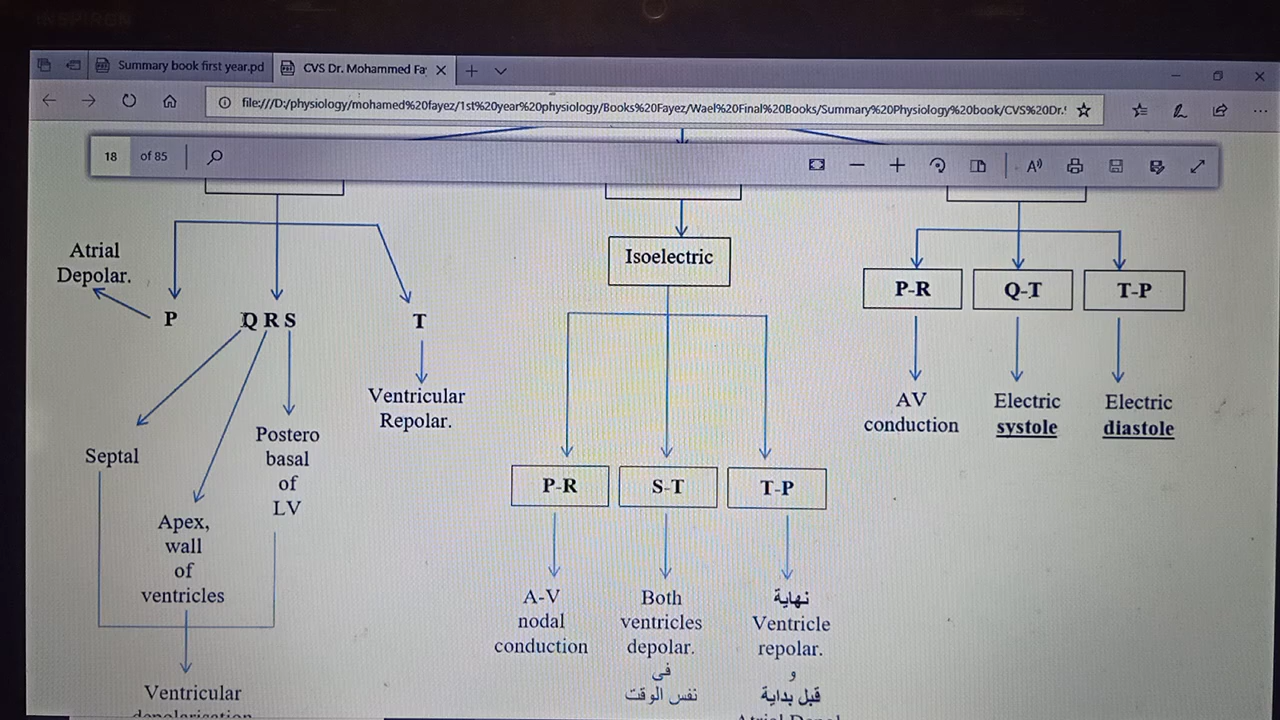 INSPIRON
Summary book first year.pd
CVS Dr. Mohammed Fa
file:///D:/physiology/mohamed%20fayez/1st%20year%20physiology/Books%20Fayez/Wael%20Final%20Books/Summary%20Physiology%20book/CVS%20Dr.
18 of 85
Atrial
Depolar.
P
Q R S
T
Ventricular
Repolar.
Septal
Postero
basal
of
LV
Apex,
wall
of
ventricles
Ventricular
depolarisation
Isoelectric
P-R
S-T
T-P
A-V
nodal
conduction
Both
ventricles
depolar.
فى
نفس الوقت
نهاية
Ventricle
repolar.
و
قبل بداية
P-R
Q-T
T-P
AV
conduction
Electric
systole
Electric
diastole